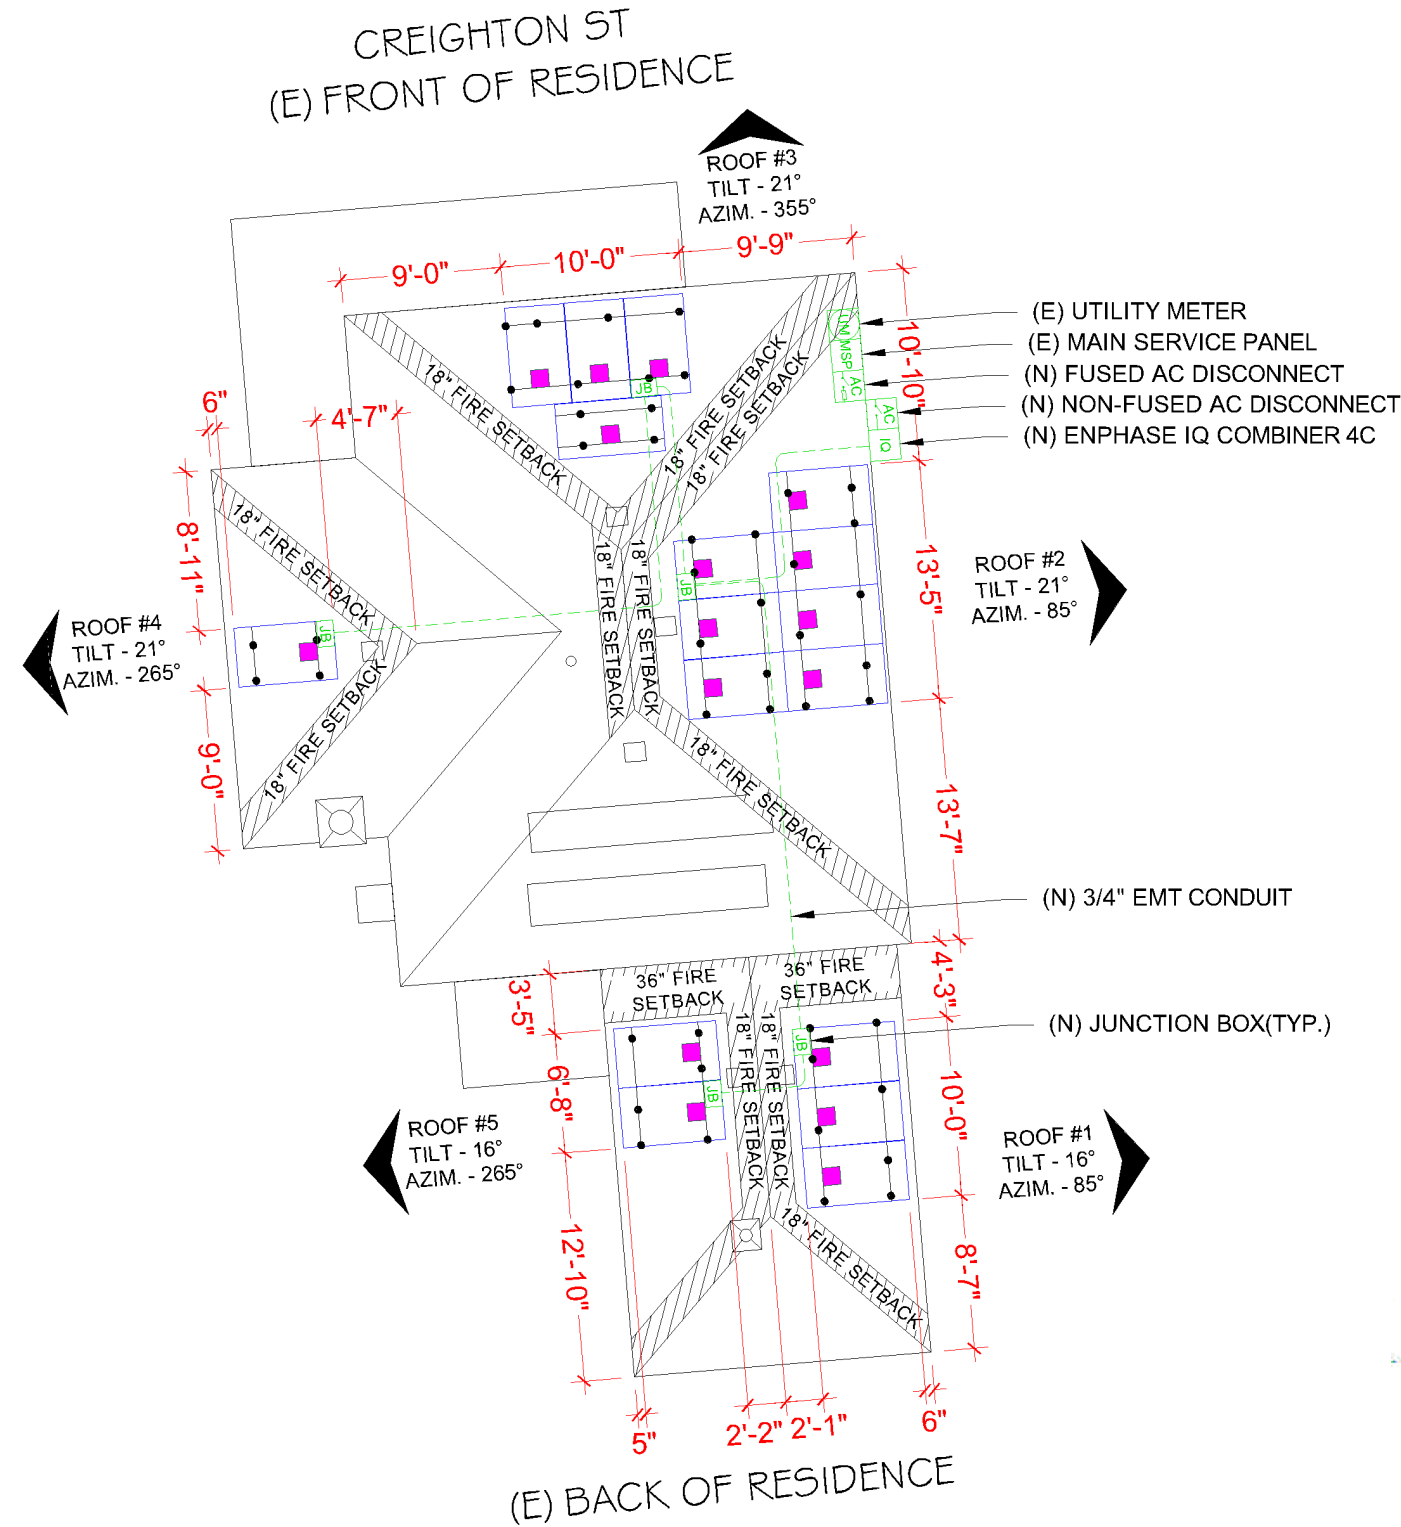 CREIGHTON ST
(E) FRONT OF RESIDENCE
ROOF #3
TILT - 21°
AZIM. - 355°
9'-0"
10'-0"
9'-9"
(E) UTILITY METER
(E) MAIN SERVICE PANEL
(N) FUSED AC DISCONNECT
(N) NON-FUSED AC DISCONNECT
(N) ENPHASE IQ COMBINER 4C
UM
MSP
AC
AC
IQ
10'-10"
18" FIRE SETBACK
18" FIRE SETBACK
18" FIRE SETBACK
JB
6"
4'-7"
8'-11"
18" FIRE SETBACK
18" FIRE SETBACK
18" FIRE SETBACK
JB
13'-5"
ROOF #2
TILT - 21°
AZIM. - 85°
ROOF #4
TILT - 21°
AZIM. - 265°
JB
18" FIRE SETBACK
9'-0"
18" FIRE SETBACK
13'-7"
(N) 3/4" EMT CONDUIT
36" FIRE
SETBACK
36" FIRE
SETBACK
4'-3"
3'-5"
18" FIRE SETBACK
18" FIRE SETBACK
JB
(N) JUNCTION BOX(TYP.)
6'-8"
JB
10'-0"
ROOF #5
TILT - 16°
AZIM. - 265°
ROOF #1
TILT - 16°
AZIM. - 85°
12'-10"
18" FIRE SETBACK
8'-7"
5"
2'-2"
2'-1"
6"
(E) BACK OF RESIDENCE